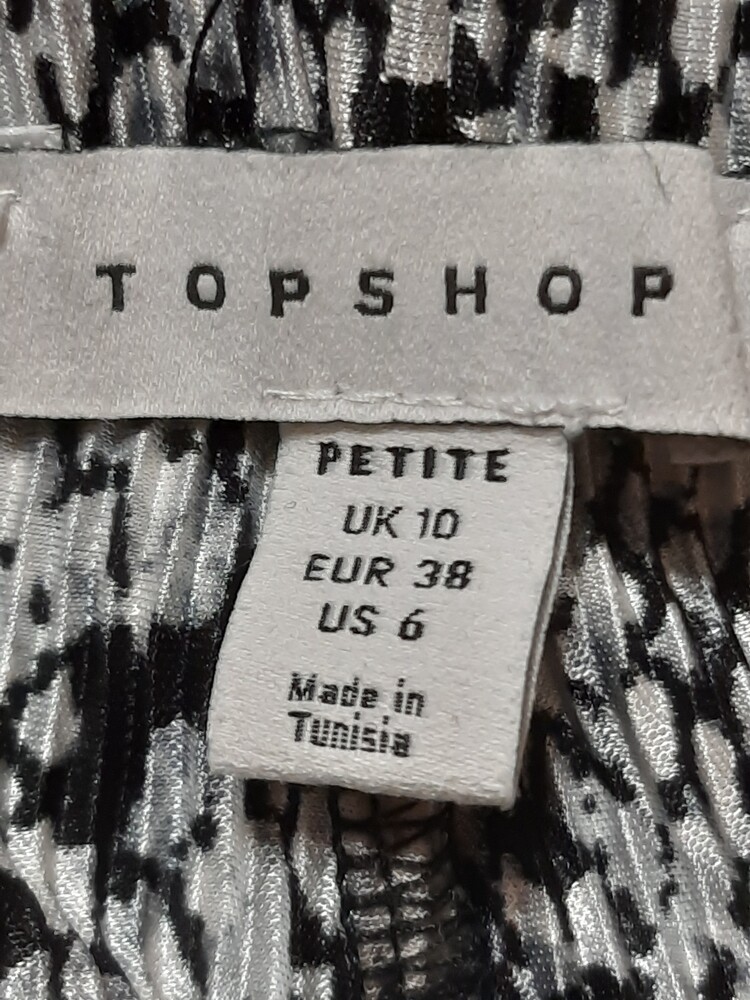 TOPSHOP
PETITE
UK 10
EUR 38
US 6
Made in
Tunisia